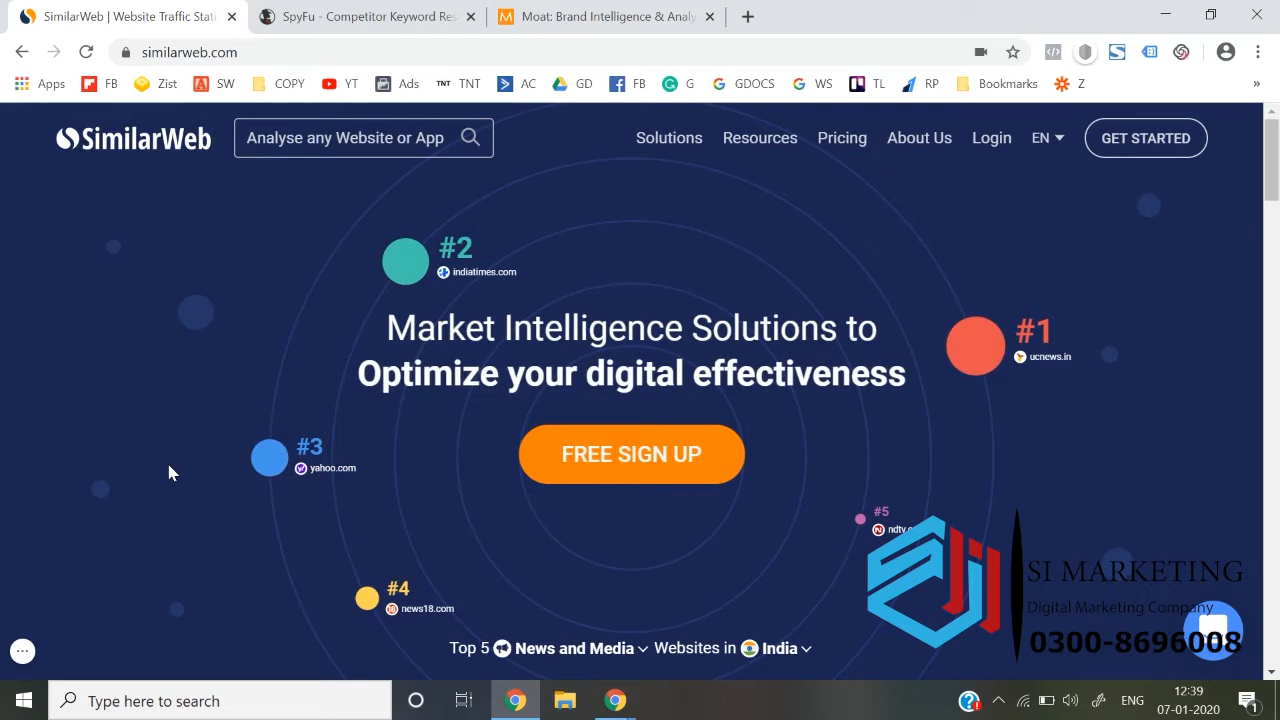 SimilarWeb | Website Traffic Stati
SpyFu - Competitor Keyword Res
Moat: Brand Intelligence & Analy
similarweb.com
Apps FB Zist SW COPY YT Ads TNT TNT AC GD FB G GDOCS WS TL RP Bookmarks Z
SimilarWeb
Analyse any Website or App
Solutions Resources Pricing About Us Login EN GET STARTED
#2
indiatimes.com
Market Intelligence Solutions to
#1
ucnews.in
Optimize your digital effectiveness
#3
yahoo.com
FREE SIGN UP
#5
ndtv.c
SI MARKETING
#4
news18.com
Digital Marketing Company
0300-8696008
Top 5 News and Media Websites in India
Type here to search
ENG
12:39
07-01-2020
1